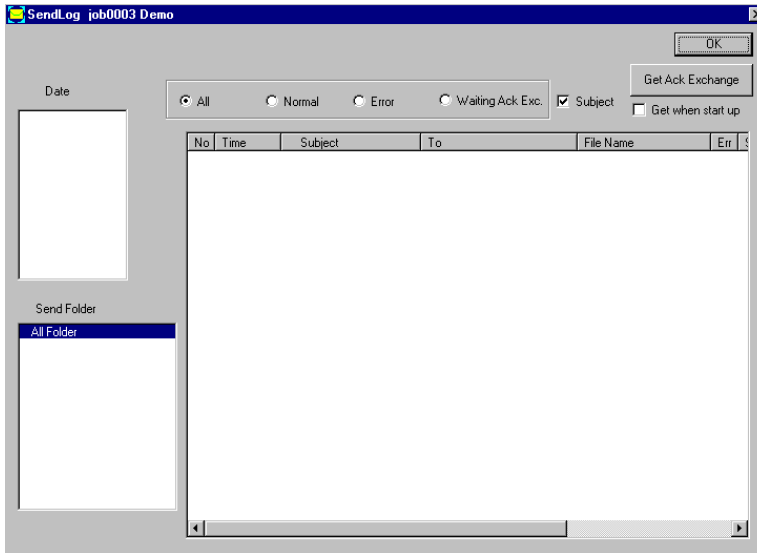 SendLog job0003 Demo
OK
Get Ack Exchange
Date
All Normal Error Waiting Ack Exc. Subject
Get when start up
No Time Subject To File Name Err
Send Folder
All Folder